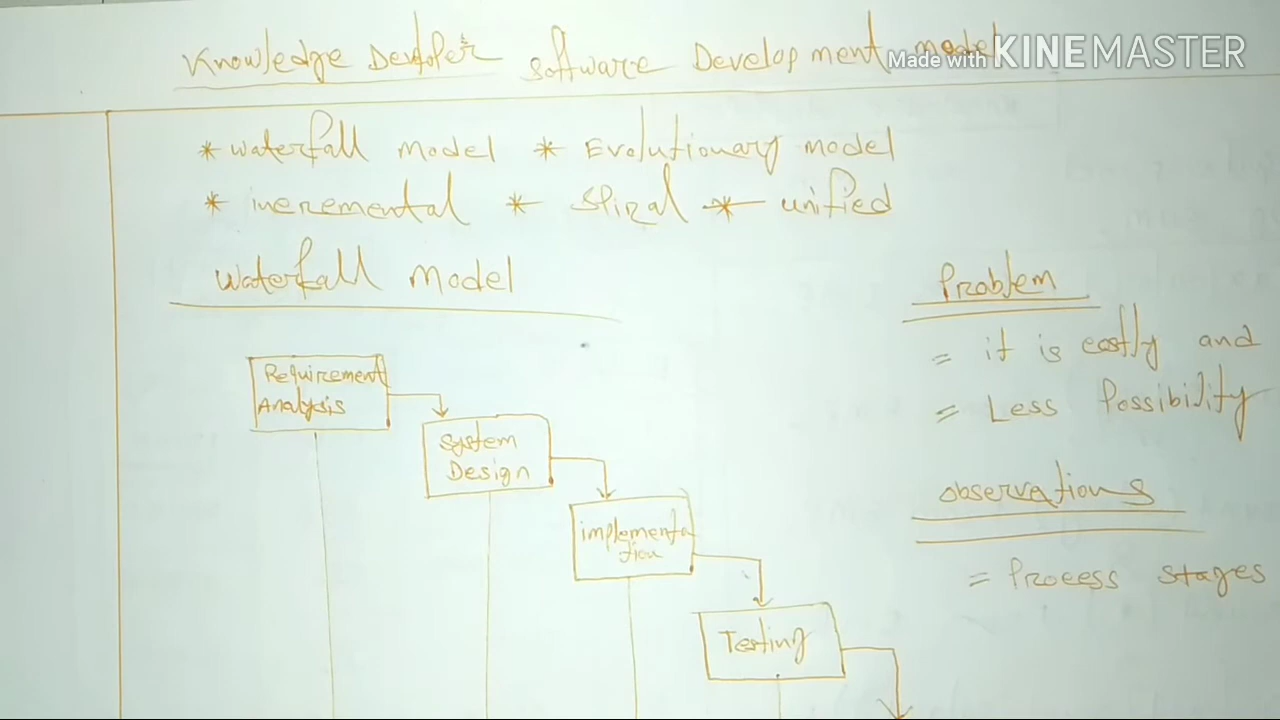 Knowledge Developer Software Development model
Made with KINEMASTER
* Waterfall model * Evolutionary model
* incremental * Spiral * unified
Waterfall Model
Requirement
Analysis
System
Design
implementa
tion
Testing
Problem
= it is costly and
= Less Possibility
observations
= Process stages